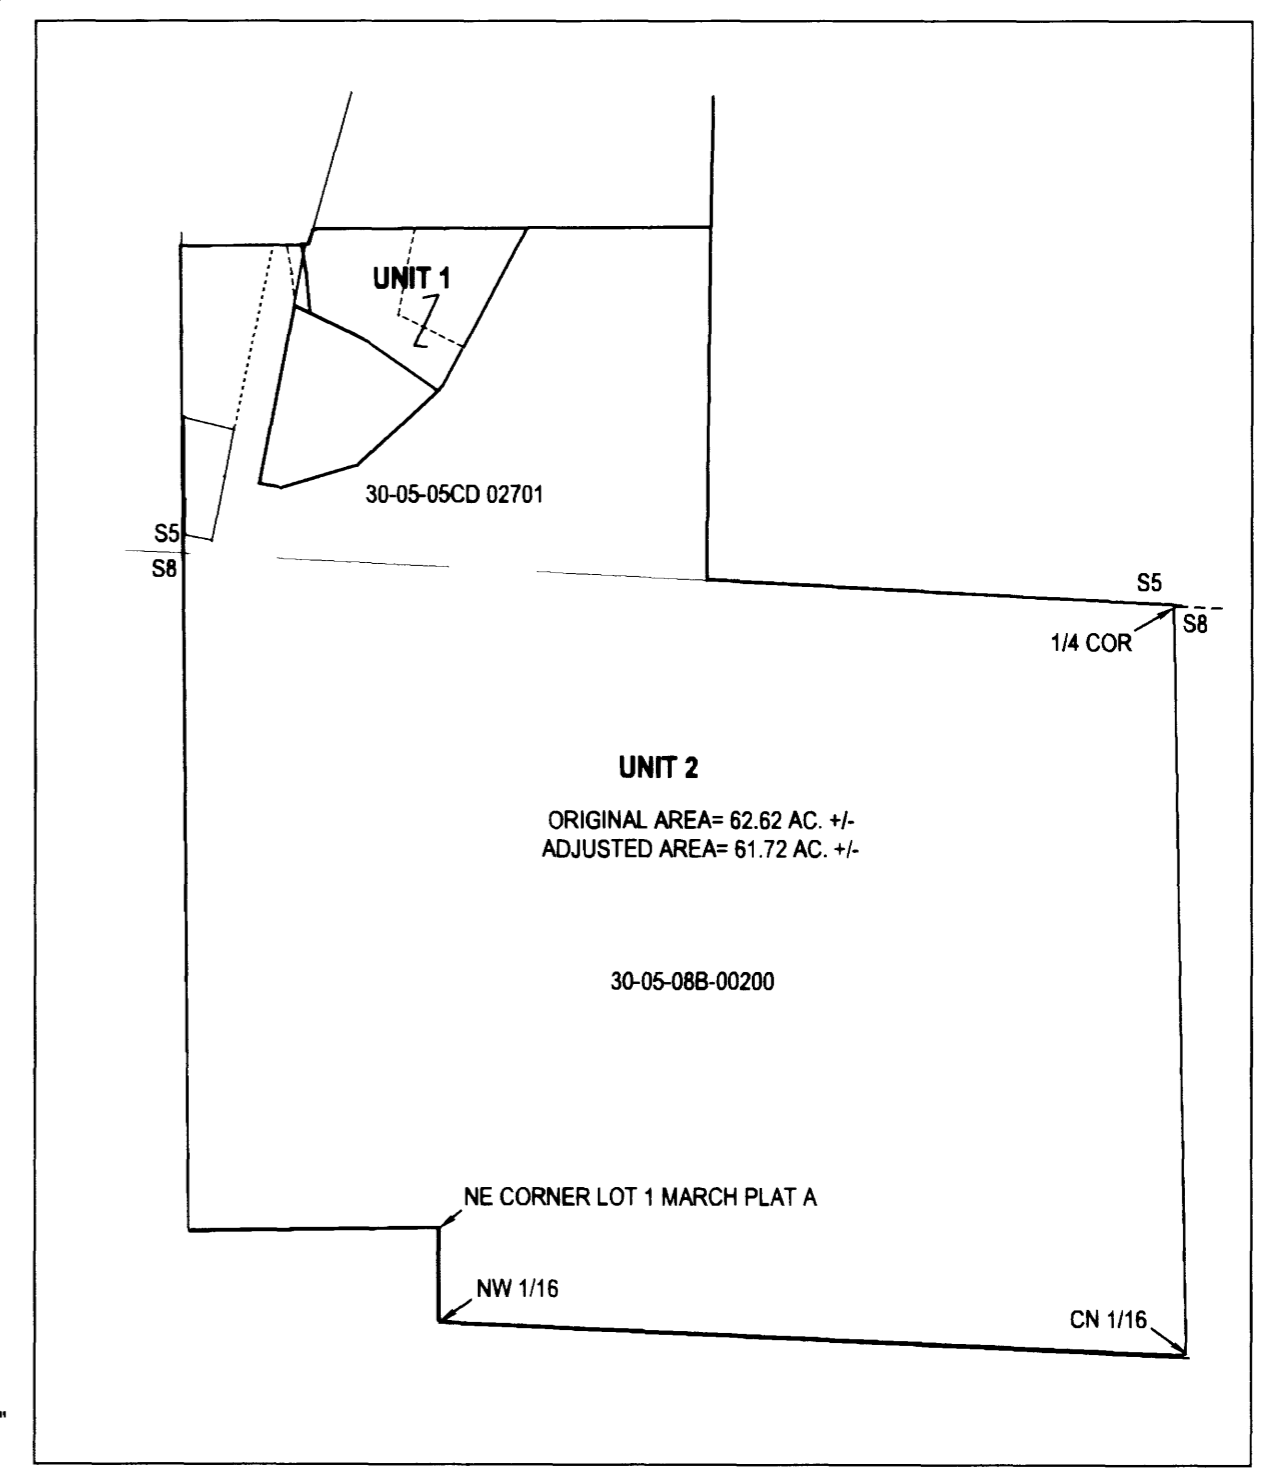 UNIT 1
30-05-05CD 02701
S5
S8
S5
S8
1/4 COR
UNIT 2
ORIGINAL AREA= 62.62 AC. +/-
ADJUSTED AREA= 61.72 AC. +/-
30-05-08B-00200
NE CORNER LOT 1 MARCH PLAT A
NW 1/16
CN 1/16
"